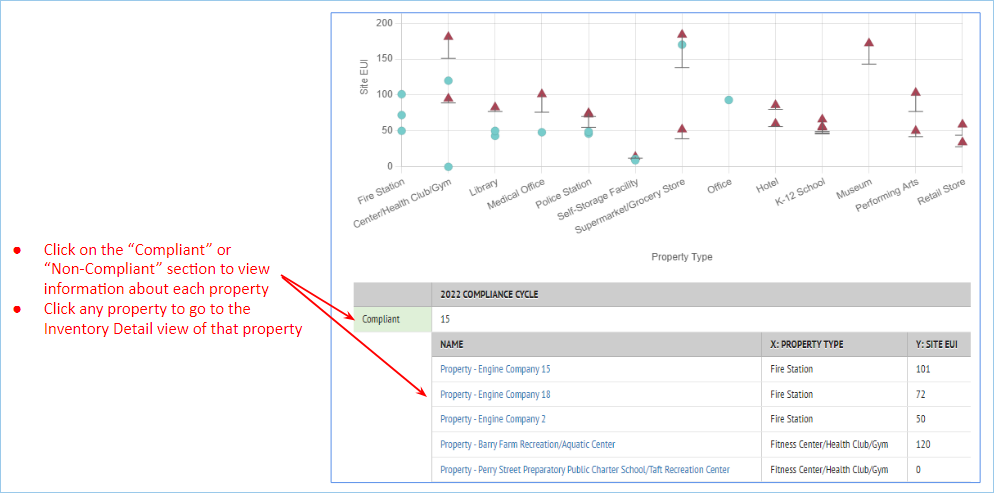 200
150
100
50
0
Site EUI
Fire Station
Center/Health Club/Gym
Library
Medical Office
Police Station
Self-Storage Facility
Supermarket/Grocery Store
Office
Hotel
K-12 School
Museum
Performing Arts
Retail Store
Property Type
● Click on the “Compliant” or
“Non-Compliant” section to view
information about each property
● Click any property to go to the
Inventory Detail view of that property
2022 COMPLIANCE CYCLE
Compliant 15
NAME X: PROPERTY TYPE Y: SITE EUI
Property - Engine Company 15 Fire Station 101
Property - Engine Company 18 Fire Station 72
Property - Engine Company 2 Fire Station 50
Property - Barry Farm Recreation/Aquatic Center Fitness Center/Health Club/Gym 120
Property - Perry Street Preparatory Public Charter School/Taft Recreation Center Fitness Center/Health Club/Gym 0